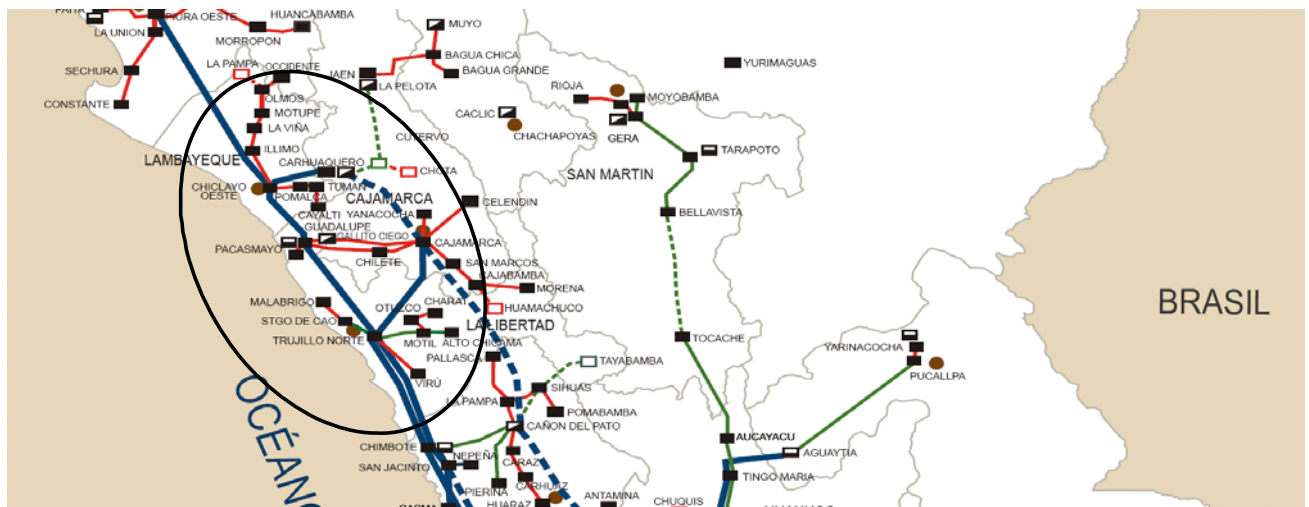 PIURA OESTE
HUANCABAMBA
MUYO
LA UNION
MORROPON
BAGUA CHICA
YURIMAGUAS
SECHURA
LA PAMPA
OCCIDENTE
JAEN
BAGUA GRANDE
LA PELOTA
RIOJA
MOYOBAMBA
CONSTANTE
OLMOS
MOTUPE
CACLIC
LA VIÑA
CHACHAPOYAS
GERA
CUTERVO
ILLIMO
TARAPOTO
LAMBAYEQUE
CARHUAQUERO
CHOTA
SAN MARTIN
CHICLAYO
OESTE
TUMAN
POMALCA
CAJAMARCA
CELENDIN
CAYALTI
YANACOCHA
BELLAVISTA
GUADALUPE
GALLITO CIEGO
PACASMAYO
CAJAMARCA
CHILETE
SAN MARCOS
CAJABAMBA
MORENA
MALABRIGO
CHARAT
OTUZCO
HUAMACHUCO
BRASIL
STGO DE CAO
LA LIBERTAD
TRUJILLO NORTE
MOTIL
ALTO CHICAMA
TOCACHE
YARINACOCHA
PALLASCA
TAYABAMBA
PUCALLPA
VIRÚ
SIHUAS
LA PAMPA
POMABAMBA
CAÑON DEL PATO
AUCAYACU
CHIMBOTE
NEPEÑA
AGUAYTIA
SAN JACINTO
CARAZ
TINGO MARIA
PIERINA
CARHUAZ
ANTAMINA
HUARAZ
CHUQUIS